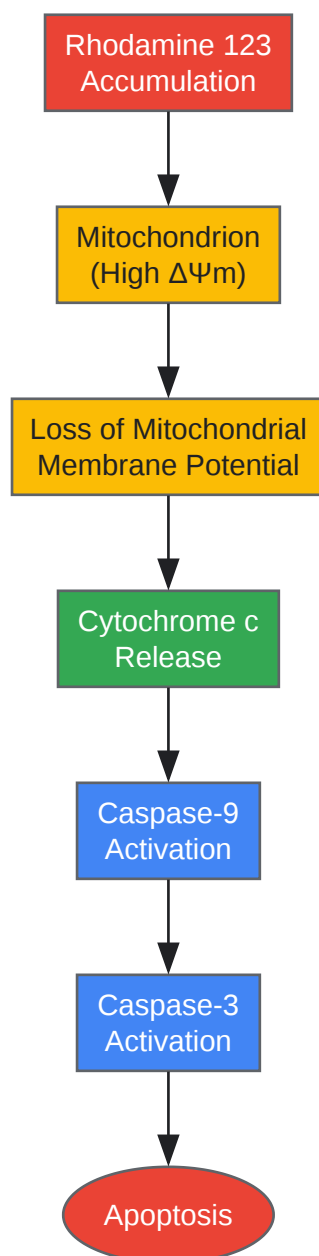 Rhodamine 123
Accumulation
Mitochondrion
(High ΔΨm)
Loss of Mitochondrial
Membrane Potential
Cytochrome c
Release
Caspase-9
Activation
Caspase-3
Activation
Apoptosis